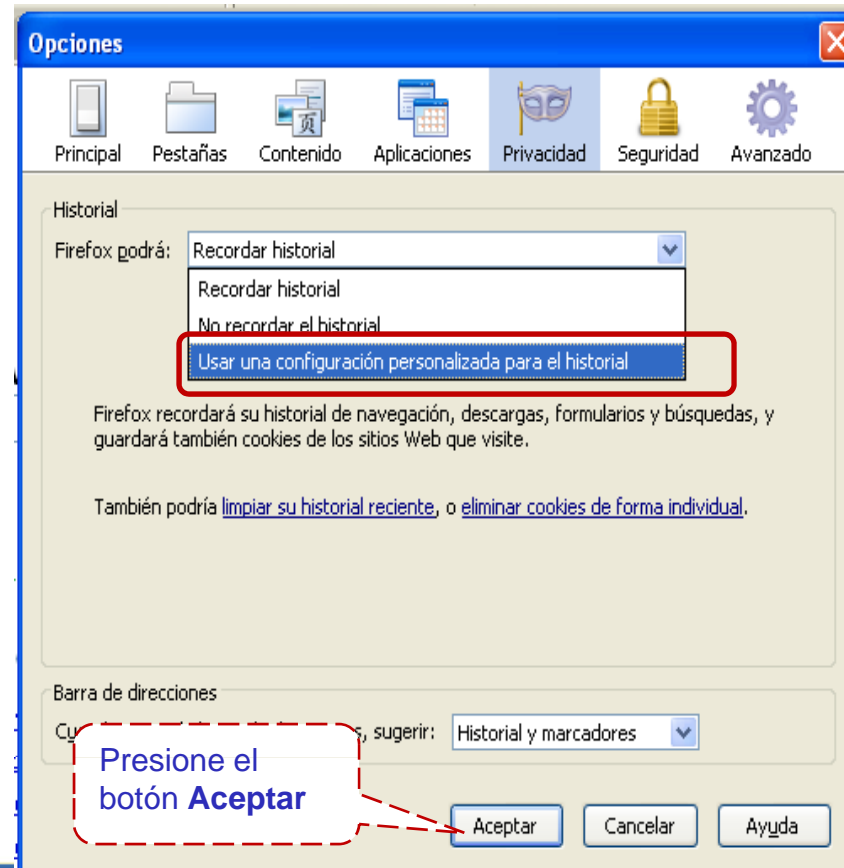 Opciones
Principal Pestañas Contenido Aplicaciones Privacidad Seguridad Avanzado
页
Historial
Firefox podrá: Recordar historial
Recordar historial
No recordar el historial
Usar una configuración personalizada para el historial
Firefox recordará su historial de navegación, descargas, formularios y búsquedas, y
guardará también cookies de los sitios Web que visite.
También podría limpiar su historial reciente, o eliminar cookies de forma individual.
Barra de direcciones
, sugerir: Historial y marcadores
Presione el
botón Aceptar
Aceptar Cancelar Ayuda